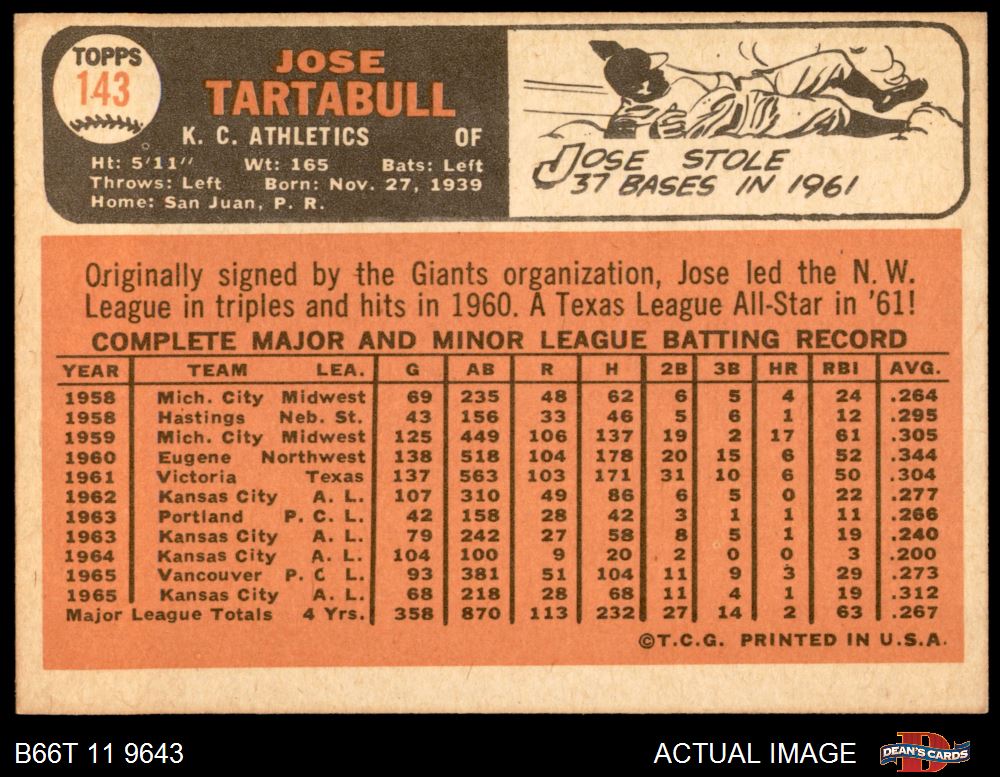 TOPPS
143
JOSE
TARTABULL
K. C. ATHLETICS OF
Ht: 5'11" Wt: 165 Bats: Left
Throws: Left Born: Nov. 27, 1939
Home: San Juan, P. R.
JOSE STOLE
37 BASES IN 1961
Originally signed by the Giants organization, Jose led the N. W.
League in triples and hits in 1960. A Texas League All-Star in '61!
COMPLETE MAJOR AND MINOR LEAGUE BATTING RECORD
YEAR TEAM LEA. G AB R H 2B 3B HR RBI AVG.
1958 Mich. City Midwest 69 235 48 62 6 5 4 24 .264
1958 Hastings Neb. St. 43 156 33 46 5 6 1 12 .295
1959 Mich. City Midwest 125 449 106 137 19 2 17 61 .305
1960 Eugene Northwest 138 518 104 178 20 15 6 52 .344
1961 Victoria Texas 137 563 103 171 31 10 6 50 .304
1962 Kansas City A. L. 107 310 49 86 6 5 0 22 .277
1963 Portland P. C. L. 42 158 28 42 3 1 1 11 .266
1963 Kansas City A. L. 79 242 27 58 8 5 1 19 .240
1964 Kansas City A. L. 104 100 9 20 2 0 0 3 .200
1965 Vancouver P. C L. 93 381 51 104 11 9 3 29 .273
1965 Kansas City A. L. 68 218 28 68 11 4 1 19 .312
Major League Totals 4 Yrs. 358 870 113 232 27 14 2 63 .267
©T.C.G. PRINTED IN U.S.A.
B66T 11 9643
ACTUAL IMAGE
D
DEAN'S CARDS